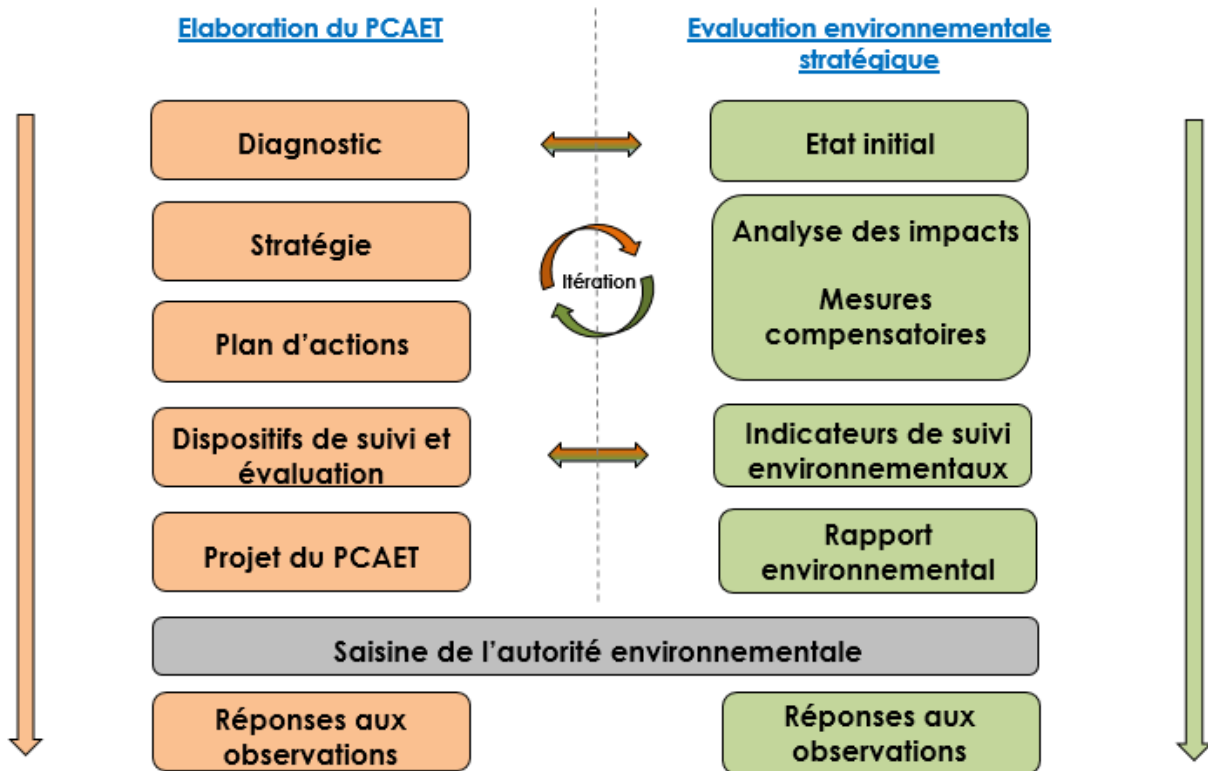 Elaboration du PCAET
Evaluation environnementale
stratégique
Diagnostic
Etat initial
Stratégie
Analyse des impacts
Itération
Mesures
compensatoires
Plan d'actions
Dispositifs de suivi et
évaluation
Indicateurs de suivi
environnementaux
Projet du PCAET
Rapport
environnemental
Saisine de l'autorité environnementale
Réponses aux
observations
Réponses aux
observations